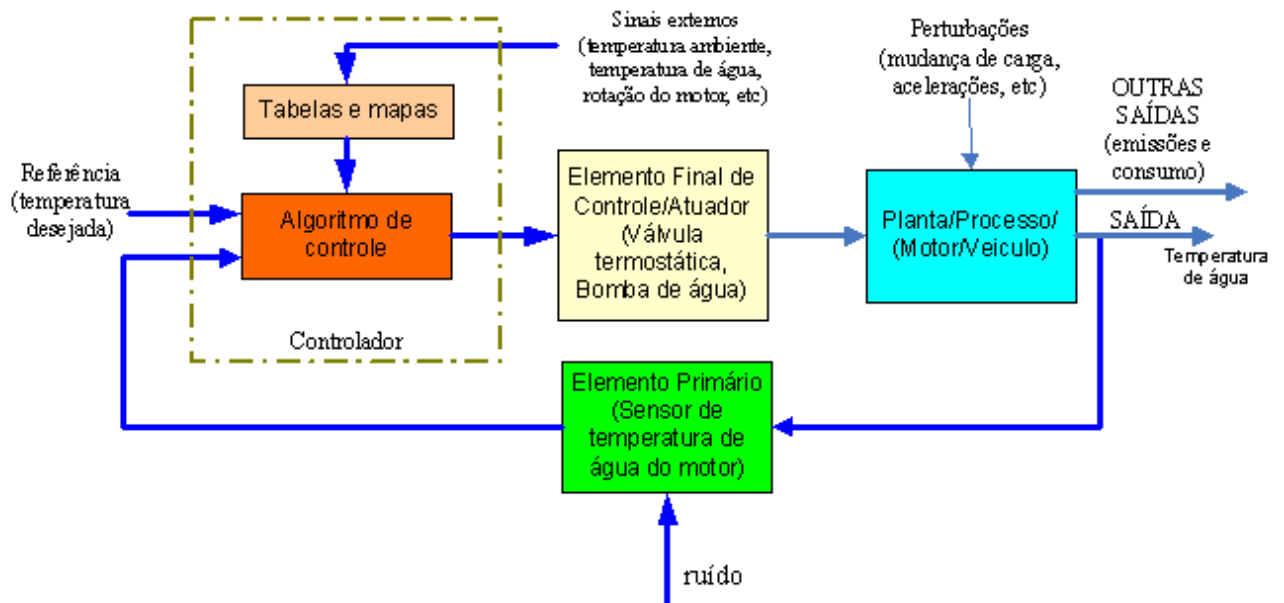 Sinais externos
(temperatura ambiente,
temperatura de água,
rotação do motor, etc)
Perturbações
(mudança de carga,
acelerações, etc)
OUTRAS
SAÍDAS
(emissões e
consumo)
Tabelas e mapas
Referência
(temperatura
desejada)
Algoritmo de
controle
Controlador
Elemento Final de
Controle/Atuador
(Válvula
termostática,
Bomba de água)
Planta/Processo/
(Motor/Veiculo)
SAÍDA
Temperatura
de água
Elemento Primário
(Sensor de
temperatura de
água do motor)
ruído